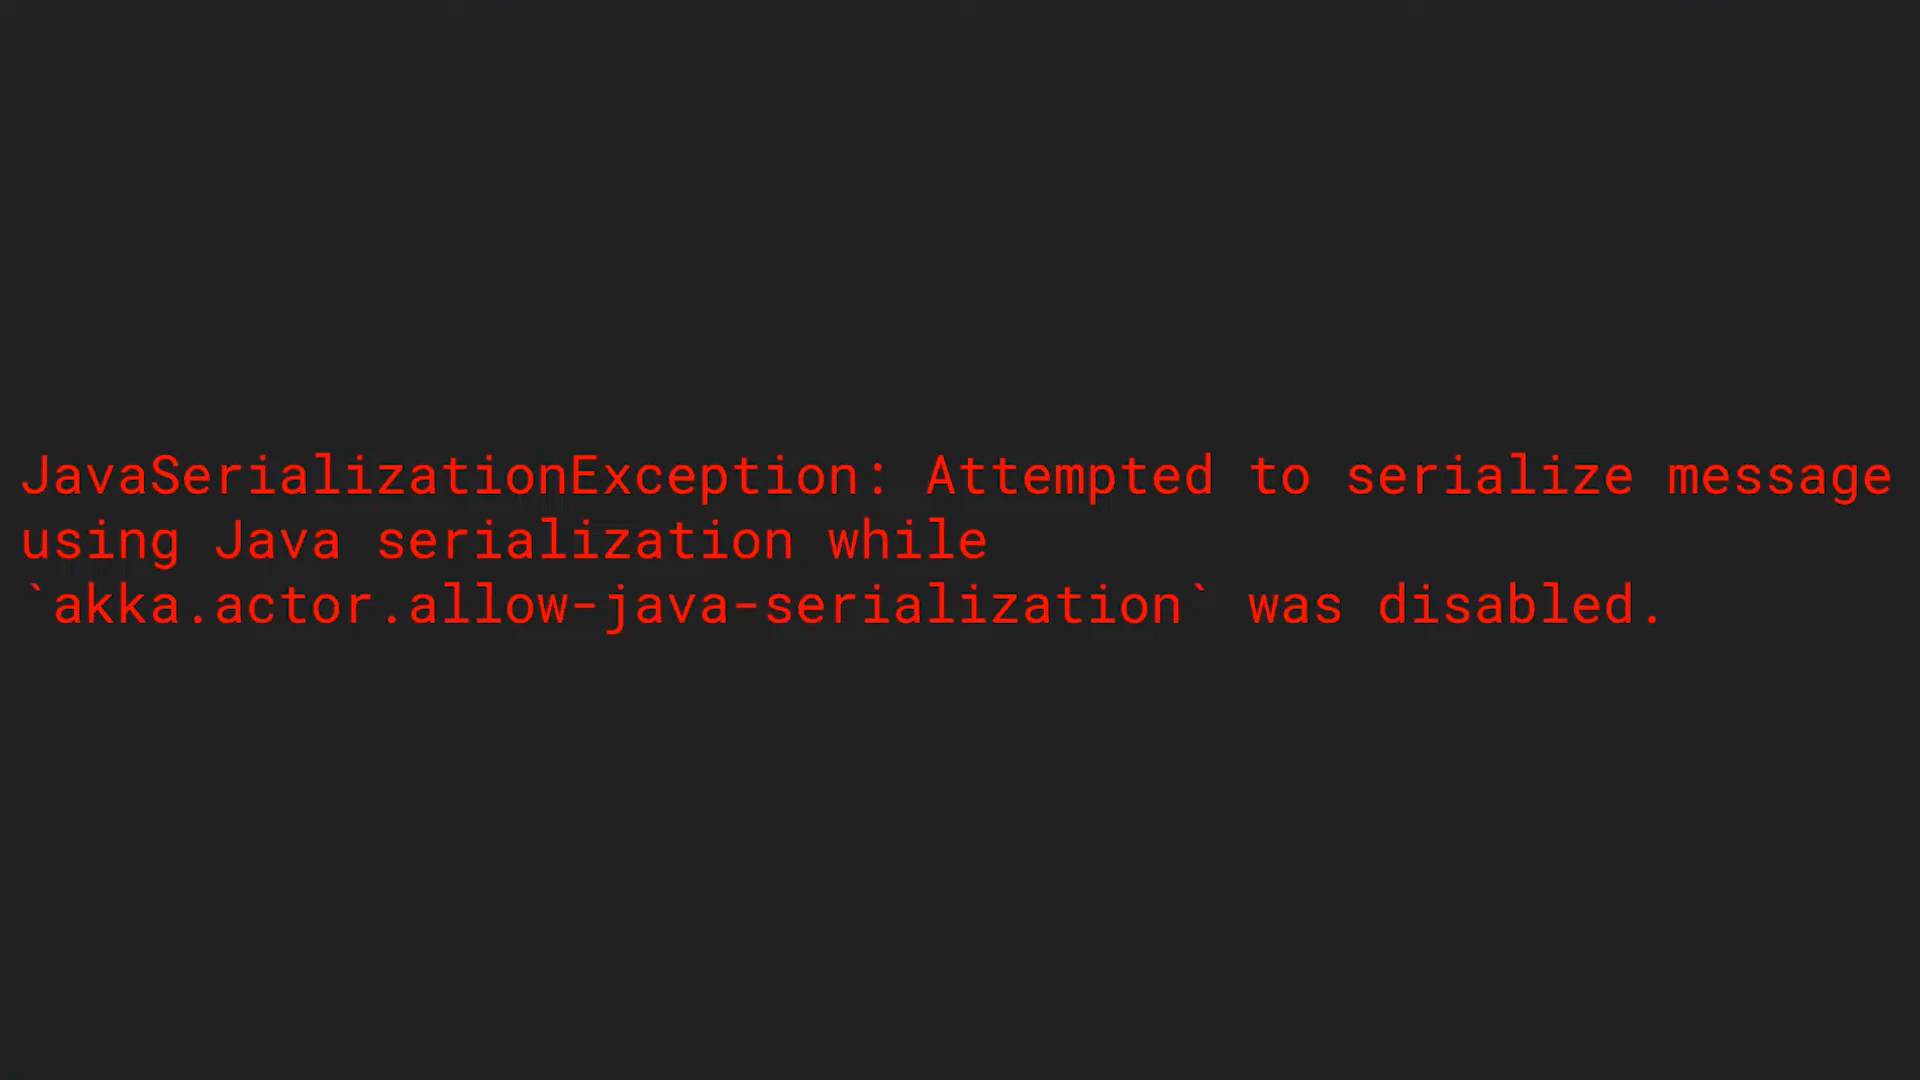 JavaSerializationException: Attempted to serialize message
using Java serialization while
`akka.actor.allow-java-serialization` was disabled.